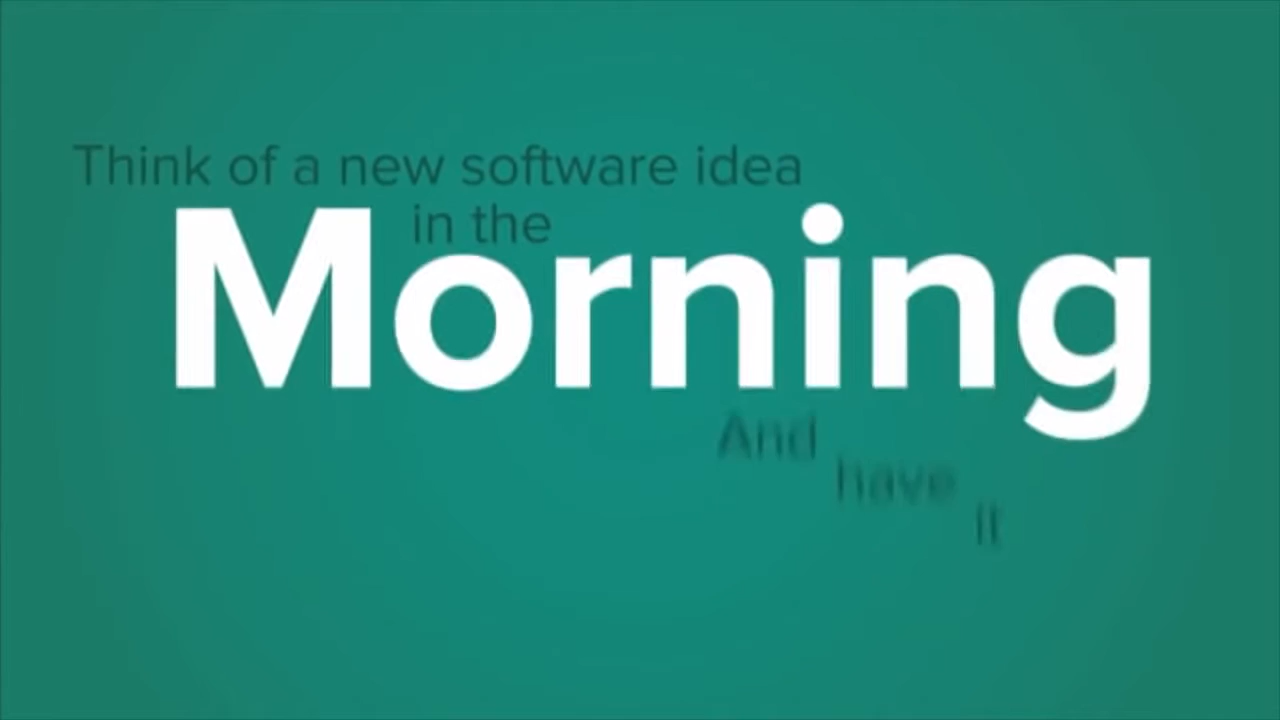 Think of a new software idea
in the
Morning
And
have
it